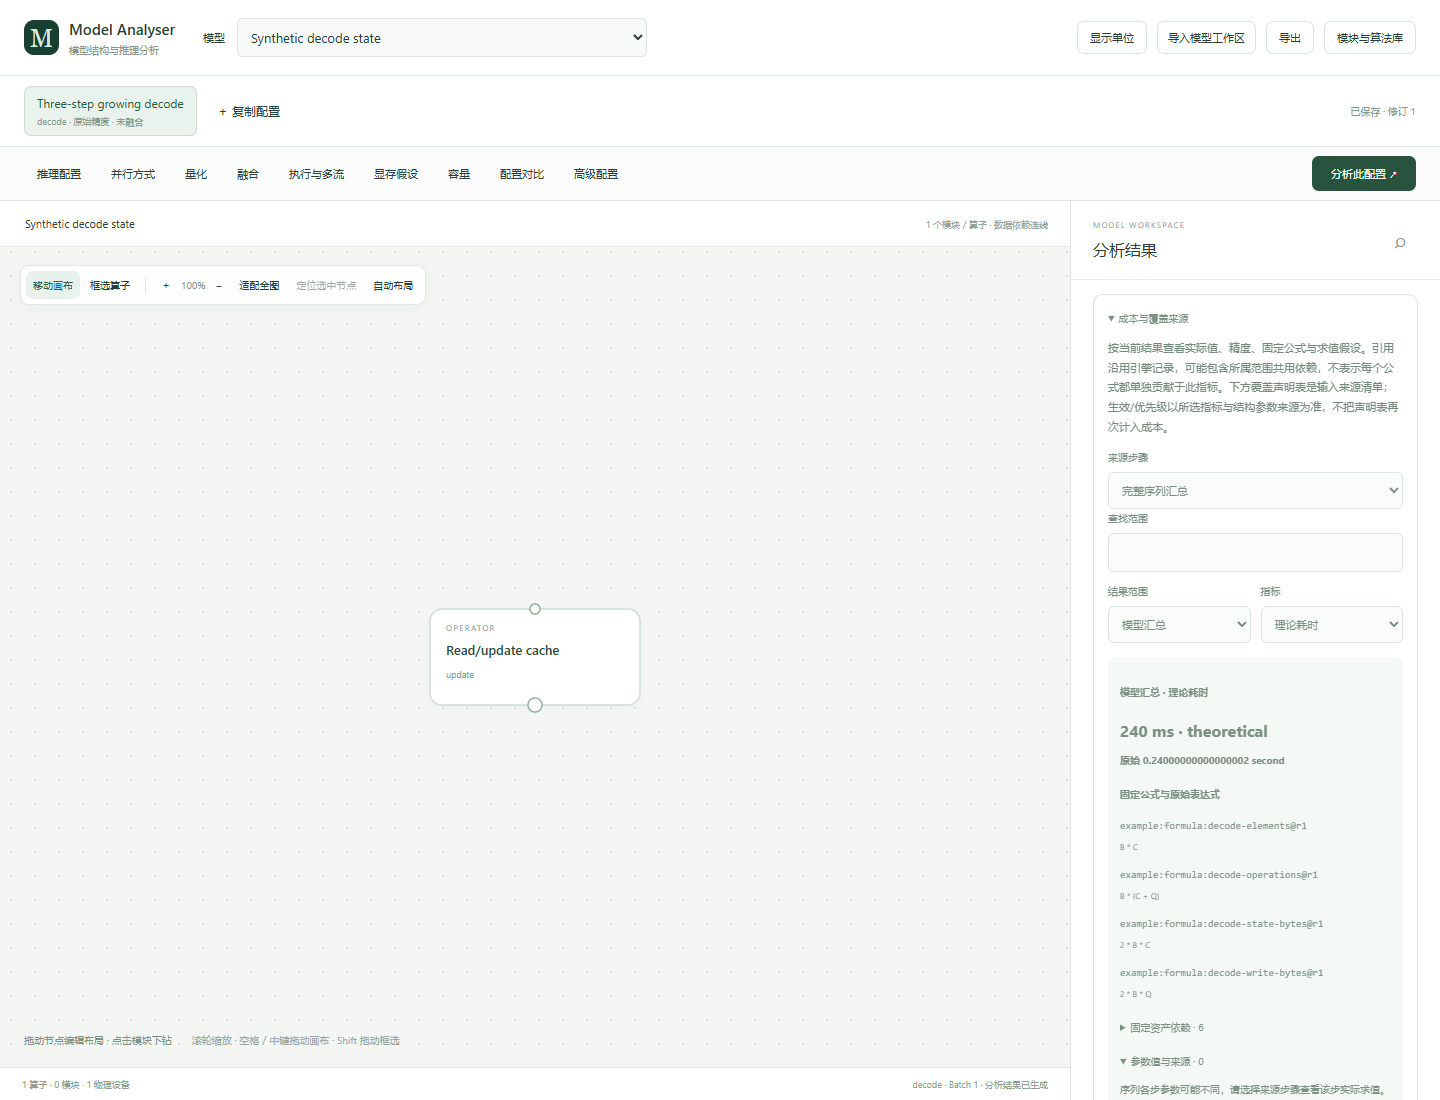 M
Model Analyser
模型结构与推理分析
模型
Synthetic decode state
显示单位
导入模型工作区
导出
模块与算法库
Three-step growing decode
decode · 原始精度 · 未融合
+ 复制配置
已保存 · 修订 1
推理配置
并行方式
量化
融合
执行与多流
显存假设
容量
配置对比
高级配置
分析此配置 ↗
Synthetic decode state
1 个模块 / 算子 · 数据依赖连线
移动画布
框选算子
+
100%
−
适配全图
定位选中节点
自动布局
OPERATOR
Read/update cache
update
拖动节点编辑布局 · 点击模块下钻
滚轮缩放 · 空格 / 中键拖动画布 · Shift 拖动框选
1 算子 · 0 模块 · 1 物理设备
decode · Batch 1 · 分析结果已生成
MODEL WORKSPACE
分析结果
▼ 成本与覆盖来源
按当前结果查看实际值、精度、固定公式与求值假设。引用
沿用引擎记录，可能包含所属范围共用依赖，不表示每个公
式都单独贡献于此指标。下方覆盖声明表是输入来源清单；
生效/优先级以所选指标与结构参数来源为准，不把声明表再
次计入成本。
来源步骤
完整序列汇总
查找范围
结果范围
指标
模型汇总
理论耗时
模型汇总 · 理论耗时
240 ms · theoretical
原始 0.24000000000000002 second
固定公式与原始表达式
example:formula:decode-elements@r1
B * C
example:formula:decode-operations@r1
B * (C + Q)
example:formula:decode-state-bytes@r1
2 * B * C
example:formula:decode-write-bytes@r1
2 * B * Q
▶ 固定资产依赖 · 6
▼ 参数值与来源 · 0
序列各步参数可能不同，请选择来源步骤查看该步实际求值。